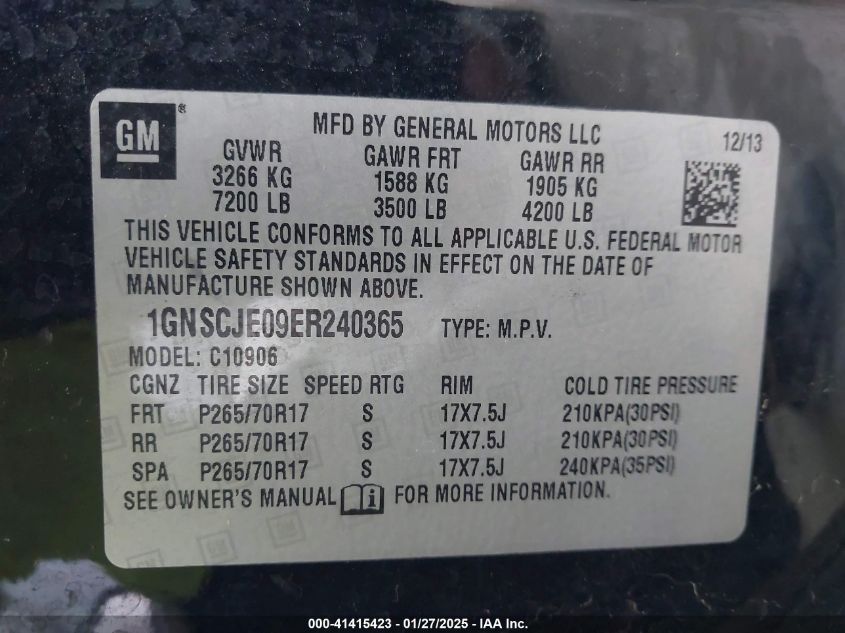 GM®
MFD BY GENERAL MOTORS LLC
12/13
GVWR GAWR FRT GAWR RR
3266 KG 1588 KG 1905 KG
7200 LB 3500 LB 4200 LB
THIS VEHICLE CONFORMS TO ALL APPLICABLE U.S. FEDERAL MOTOR
VEHICLE SAFETY STANDARDS IN EFFECT ON THE DATE OF
MANUFACTURE SHOWN ABOVE.
1GNSCJE09ER240365 TYPE: M.P.V.
MODEL: C10906
CGNZ TIRE SIZE SPEED RTG RIM COLD TIRE PRESSURE
FRT P265/70R17 S 17X7.5J 210KPA(30PSI)
RR P265/70R17 S 17X7.5J 210KPA(30PSI)
SPA P265/70R17 S 17X7.5J 240KPA(35PSI)
SEE OWNER'S MANUAL i FOR MORE INFORMATION.
000-41415423 - 01/27/2025 - IAA Inc.